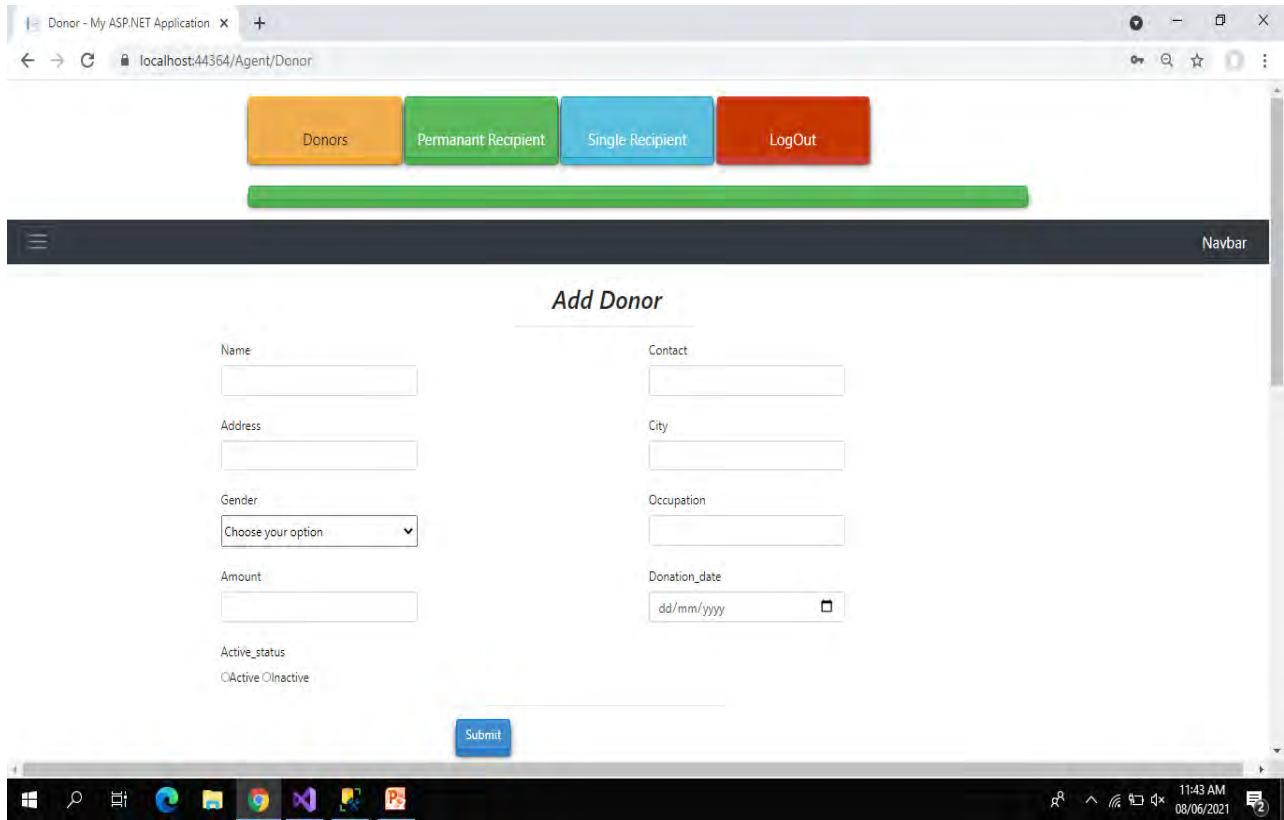 Donor - My ASP.NET Application
localhost:44364/Agent/Donor
Donors Permanant Recipient Single Recipient LogOut
Navbar
Add Donor
Name Contact
Address City
Gender Occupation
Choose your option
Amount Donation_date
dd/mm/yyyy
Active_status
Active Inactive
Submit
11:43 AM
08/06/2021
2